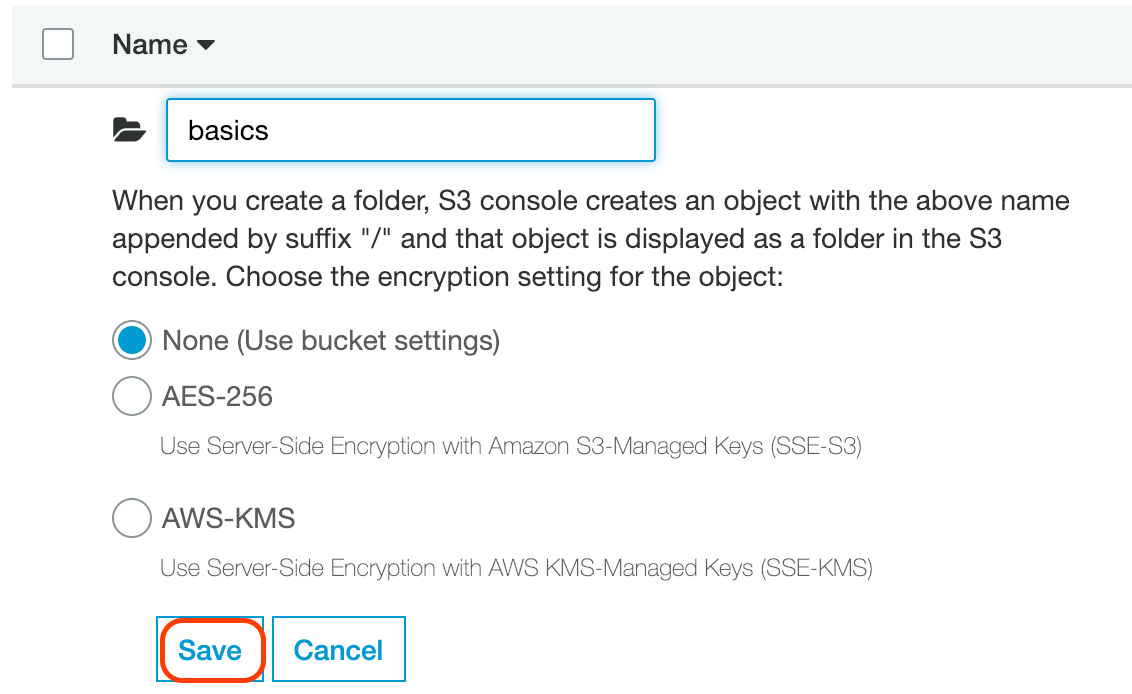 Name
basics
When you create a folder, S3 console creates an object with the above name
appended by suffix "/" and that object is displayed as a folder in the S3
console. Choose the encryption setting for the object:
None (Use bucket settings)
AES-256
Use Server-Side Encryption with Amazon S3-Managed Keys (SSE-S3)
AWS-KMS
Use Server-Side Encryption with AWS KMS-Managed Keys (SSE-KMS)
Save Cancel